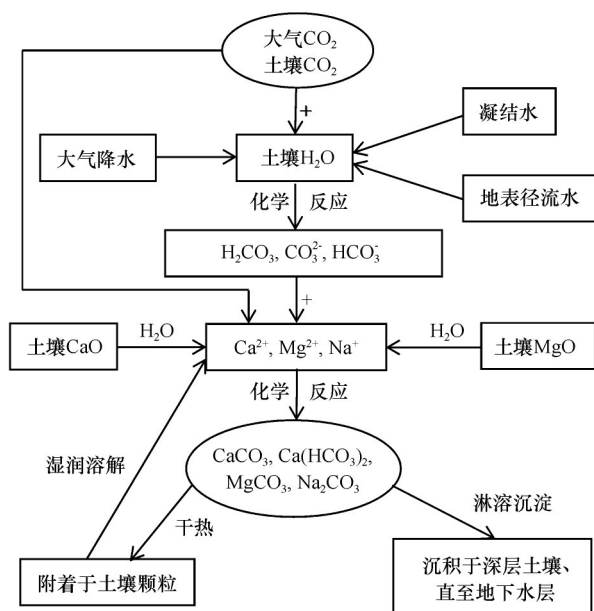 大气CO₂
土壤CO₂
+
凝结水
大气降水
土壤H₂O
地表径流水
化学 反应
H₂CO₃, CO₃²⁻, HCO₃⁻
+
土壤CaO
H₂O
Ca²⁺, Mg²⁺, Na⁺
H₂O
土壤MgO
化学 反应
湿润溶解
CaCO₃, Ca(HCO₃)₂,
MgCO₃, Na₂CO₃
淋溶沉淀
干热
附着于土壤颗粒
沉积于深层土壤、
直至地下水层